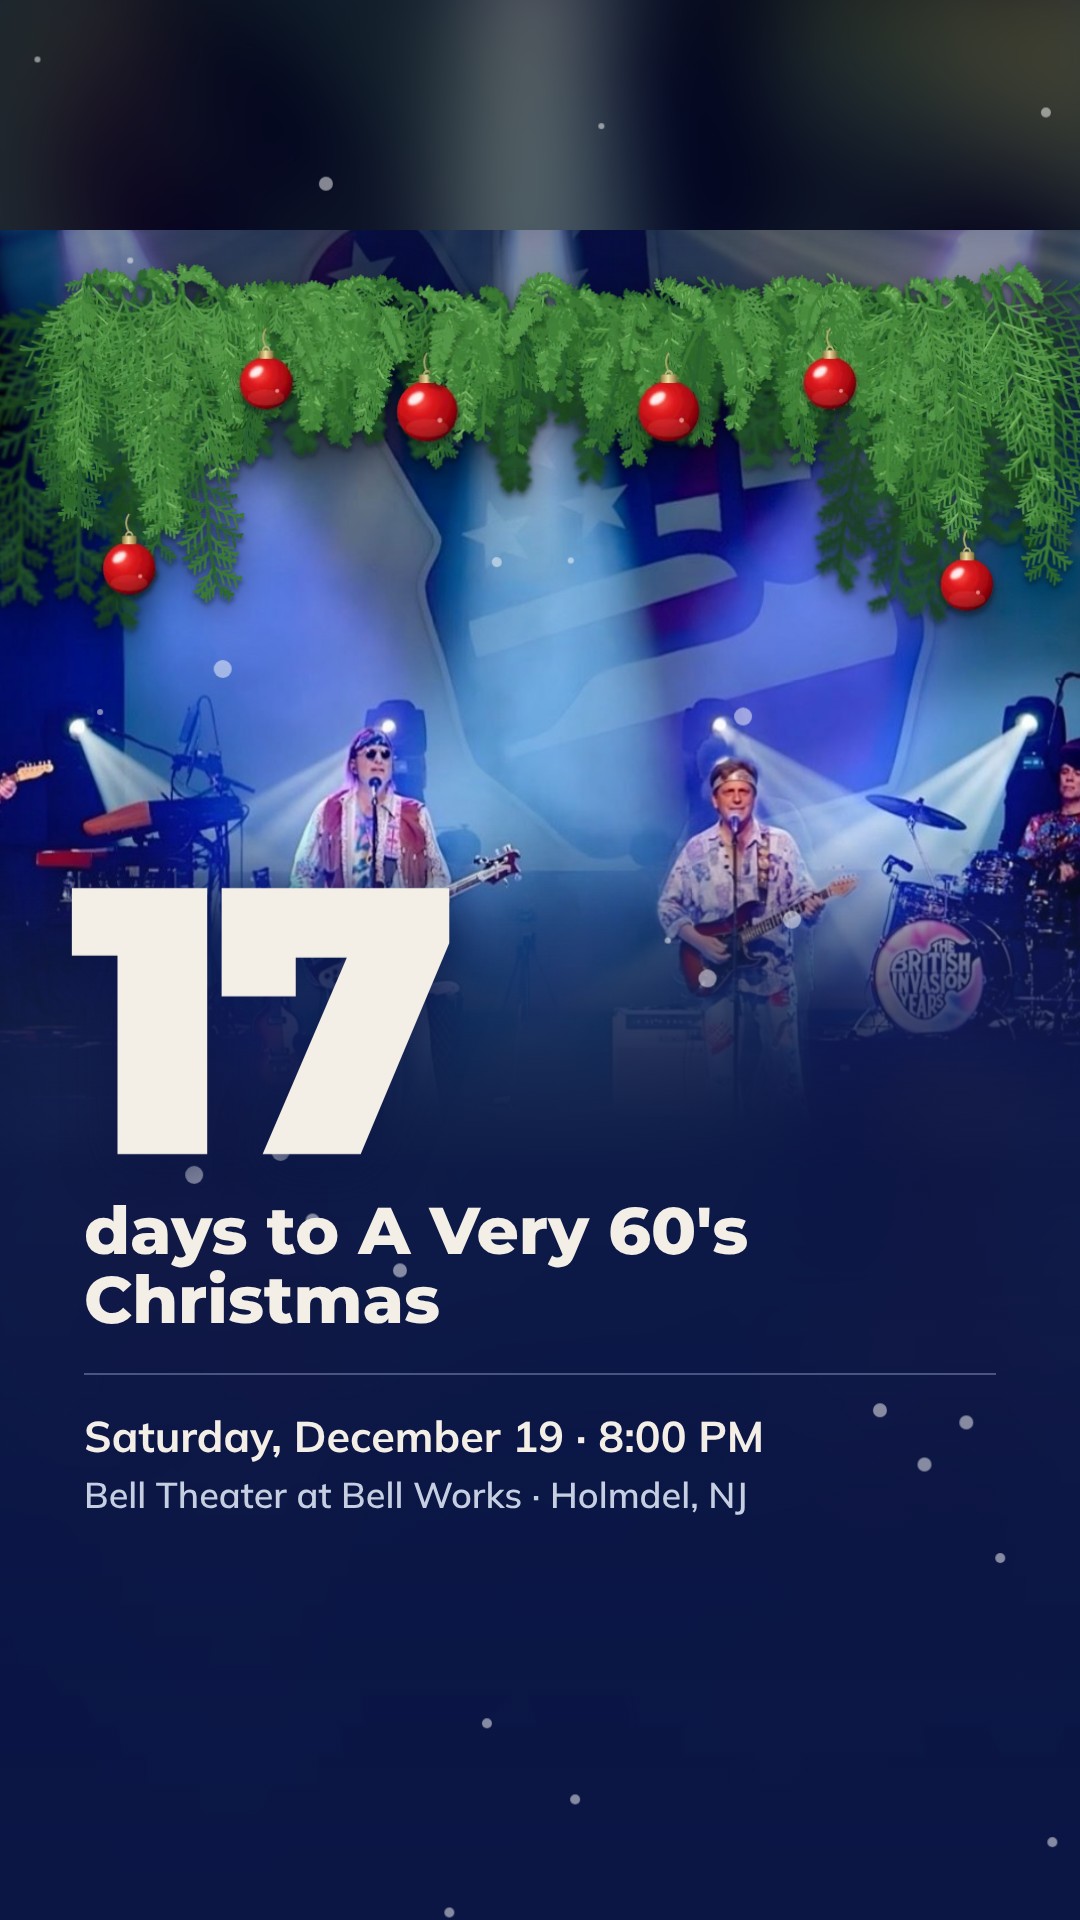 THE
BRITISH
INVASION
YEARS
17
days to A Very 60's
Christmas
Saturday, December 19 · 8:00 PM
Bell Theater at Bell Works · Holmdel, NJ